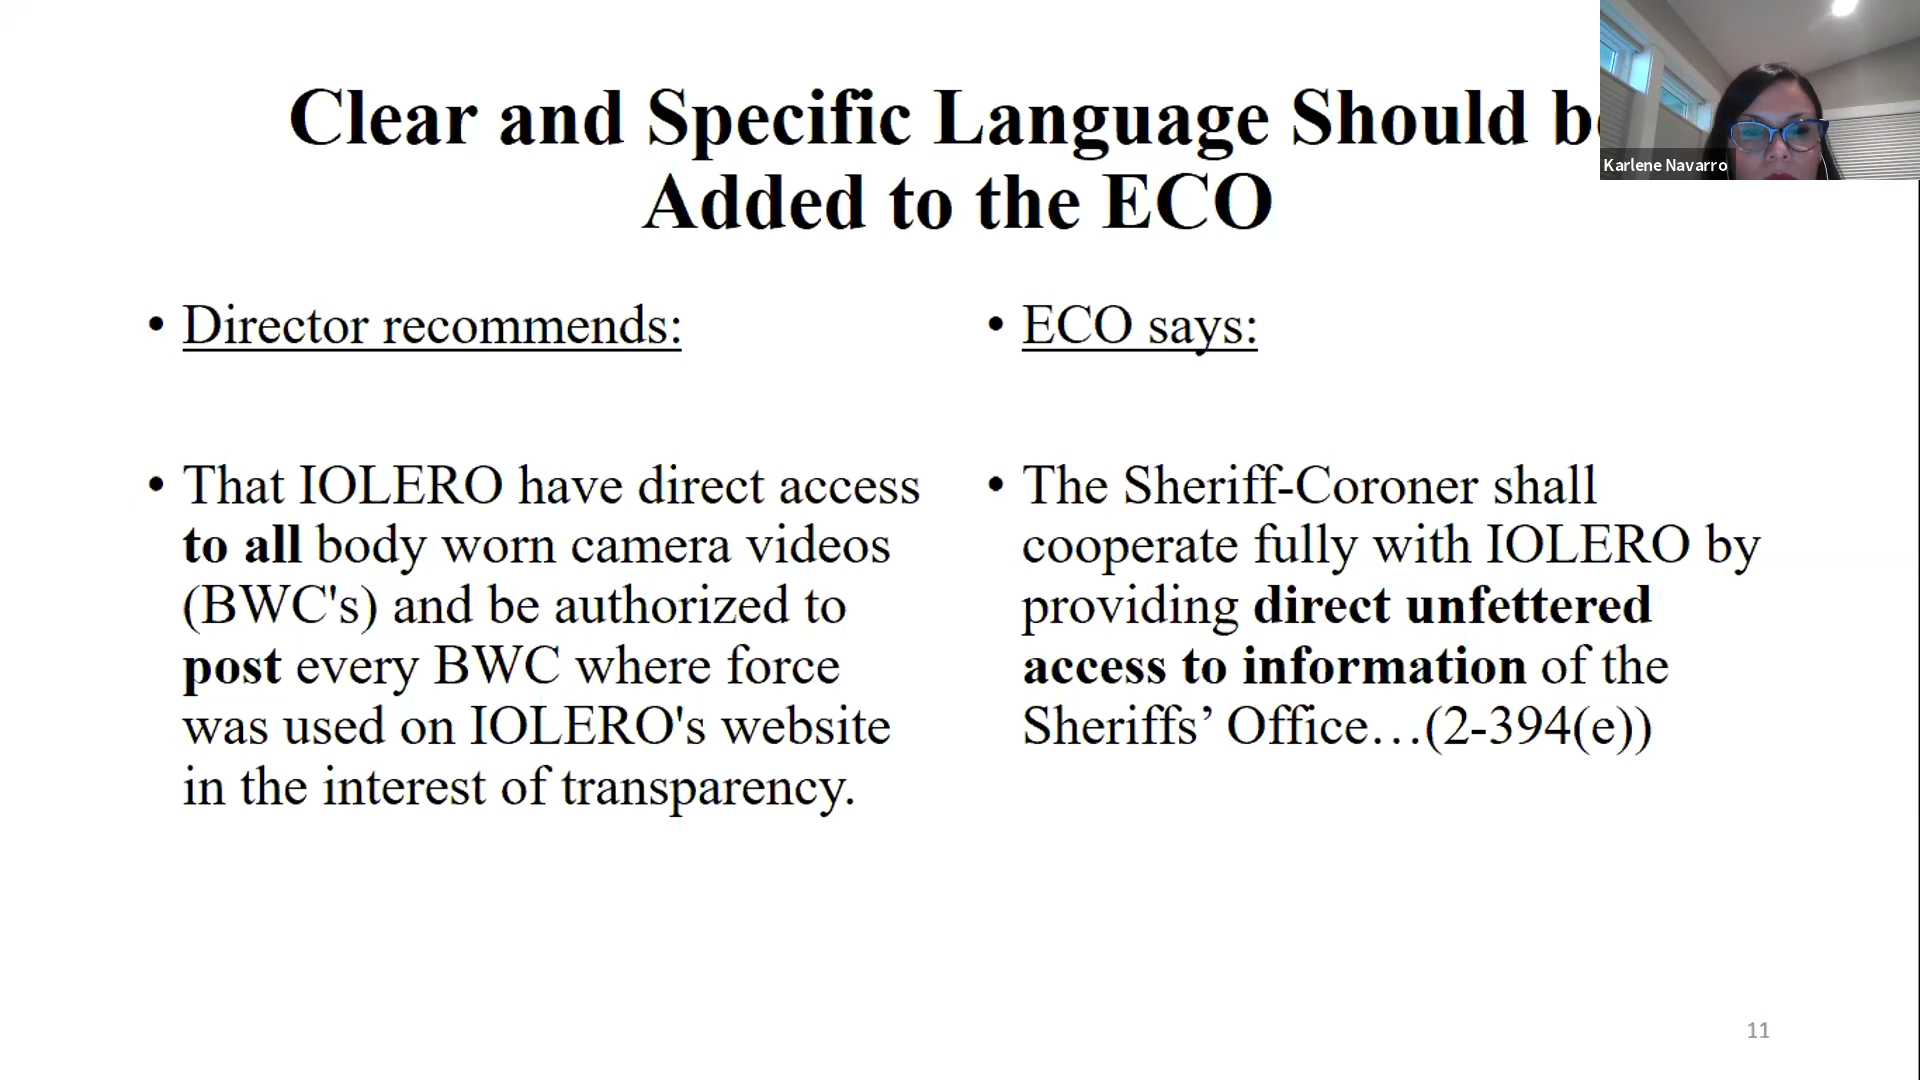 Clear and Specific Language Should
Added to the ECO
Karlene Navarro
• Director recommends:
• That IOLERO have direct access
to all body worn camera videos
(BWC's) and be authorized to
post every BWC where force
was used on IOLERO's website
in the interest of transparency.
• ECO says:
• The Sheriff-Coroner shall
cooperate fully with IOLERO by
providing direct unfettered
access to information of the
Sheriffs’ Office…(2-394(e))
11